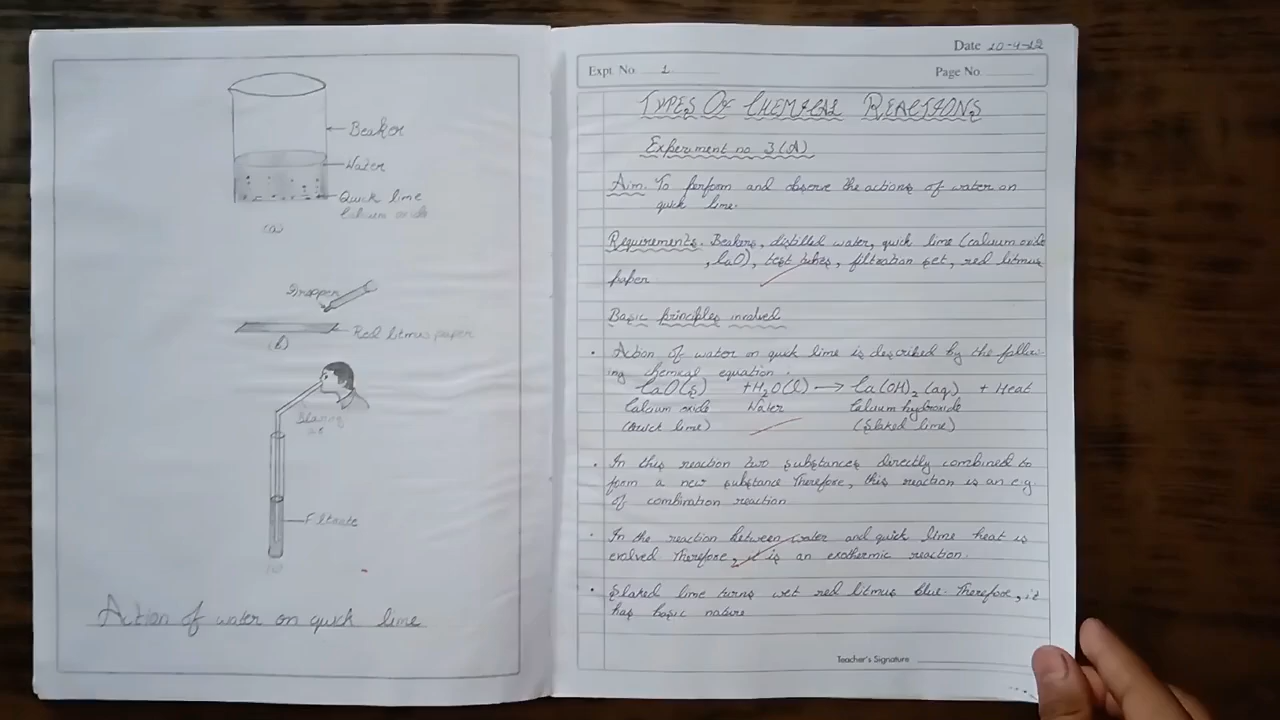 Beaker
Water
Quick lime
Calcium oxide
(a)
Dropper
Red litmus paper
(b)
Blowing
air
Filtrate
(c)
Action of water on quick lime
Date 20-4-22
Expt. No. 1.
Page No.
TYPES OF CHEMICAL REACTIONS
Experiment no. 3(A)
Aim. To perform and observe the actions of water on
quick lime.
Requirements. Beakers, distilled water, quick lime (calcium oxide
, CaO), test tubes, filtration set, red litmus
paper
Basic principles involved
• Action of water on quick lime is described by the follow-
ing chemical equation.
CaO(s) + H₂O(l) → Ca(OH)₂ (aq) + Heat
Calcium oxide Water Calcium hydroxide
(Quick lime) (Slaked lime)
• In this reaction two substances directly combined to
form a new substance Therefore, this reaction is an e.g.
of combination reaction
• In the reaction between water and quick lime heat is
evolved Therefore, it is an exothermic reaction.
• Slaked lime turns wet red litmus blue. Therefore, it
has basic nature
Teacher's Signature